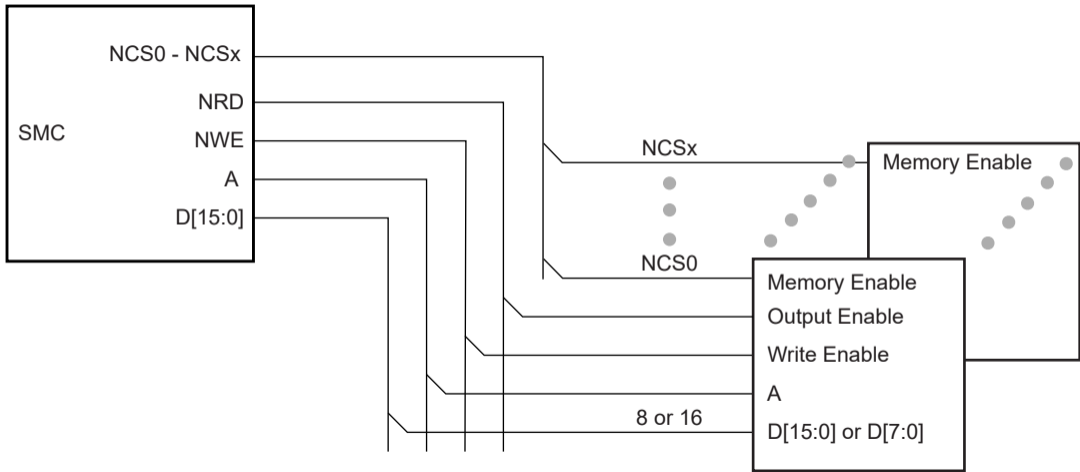 NCS0 - NCSx
NRD
SMC
NWE
A
D[15:0]
NCSx
Memory Enable
NCS0
Memory Enable
Output Enable
Write Enable
A
8 or 16
D[15:0] or D[7:0]